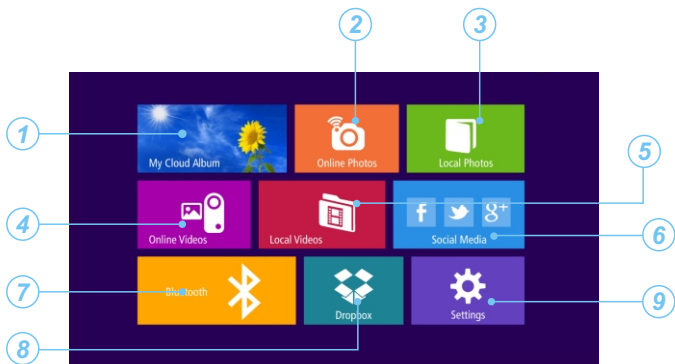 2 3
1
My Cloud Album Online Photos Local Photos
5
4
Online Videos Local Videos f g+ Social Media
6
7 Bluetooth
Dropbox Settings
9
8